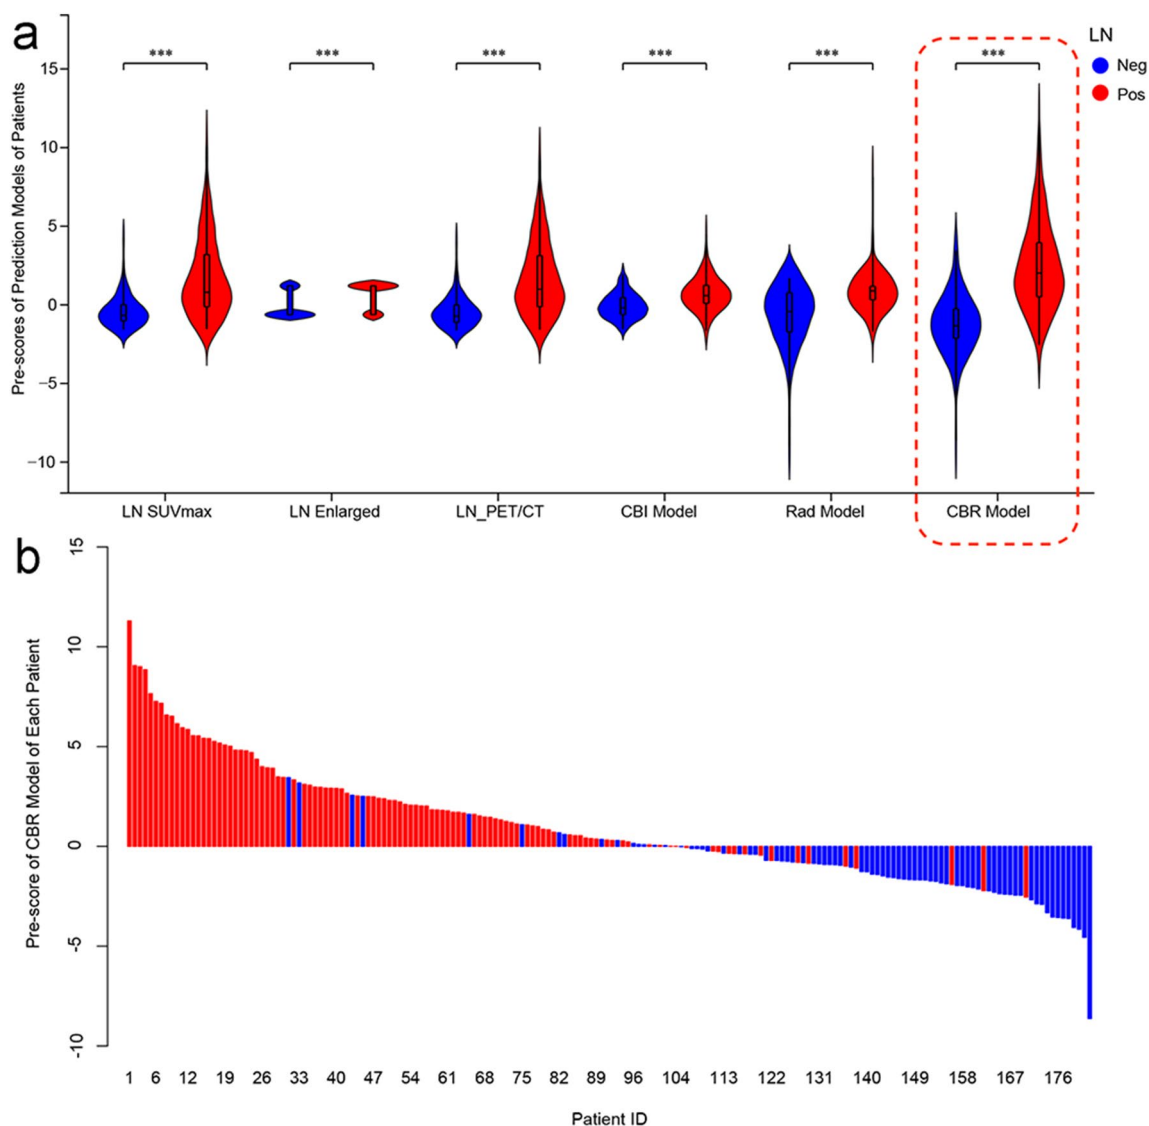 a
Pre-scores of Prediction Models of Patients
15
10
5
0
−5
−10
*** *** *** *** *** ***
LN
Neg
Pos
LN SUVmax LN Enlarged LN_PET/CT CBI Model Rad Model CBR Model
b
Pre-score of CBR Model of Each Patient
15
10
5
0
-5
-10
1 6 12 19 26 33 40 47 54 61 68 75 82 89 96 104 113 122 131 140 149 158 167 176
Patient ID